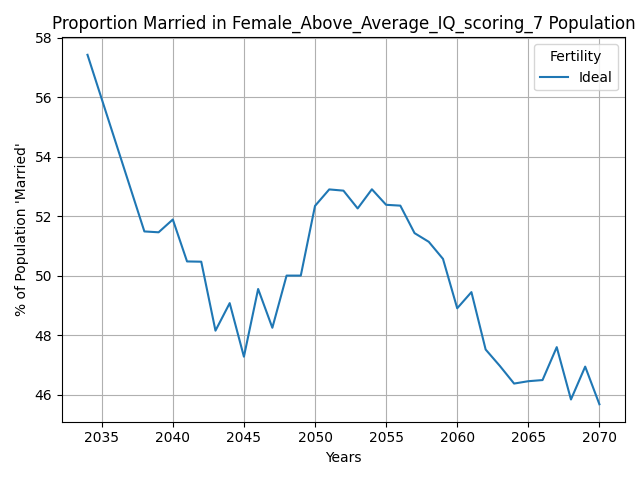 Proportion Married in Female_Above_Average_IQ_scoring_7 Population
% of Population 'Married'
58
56
54
52
50
48
46
Fertility
Ideal
2035 2040 2045 2050 2055 2060 2065 2070
Years